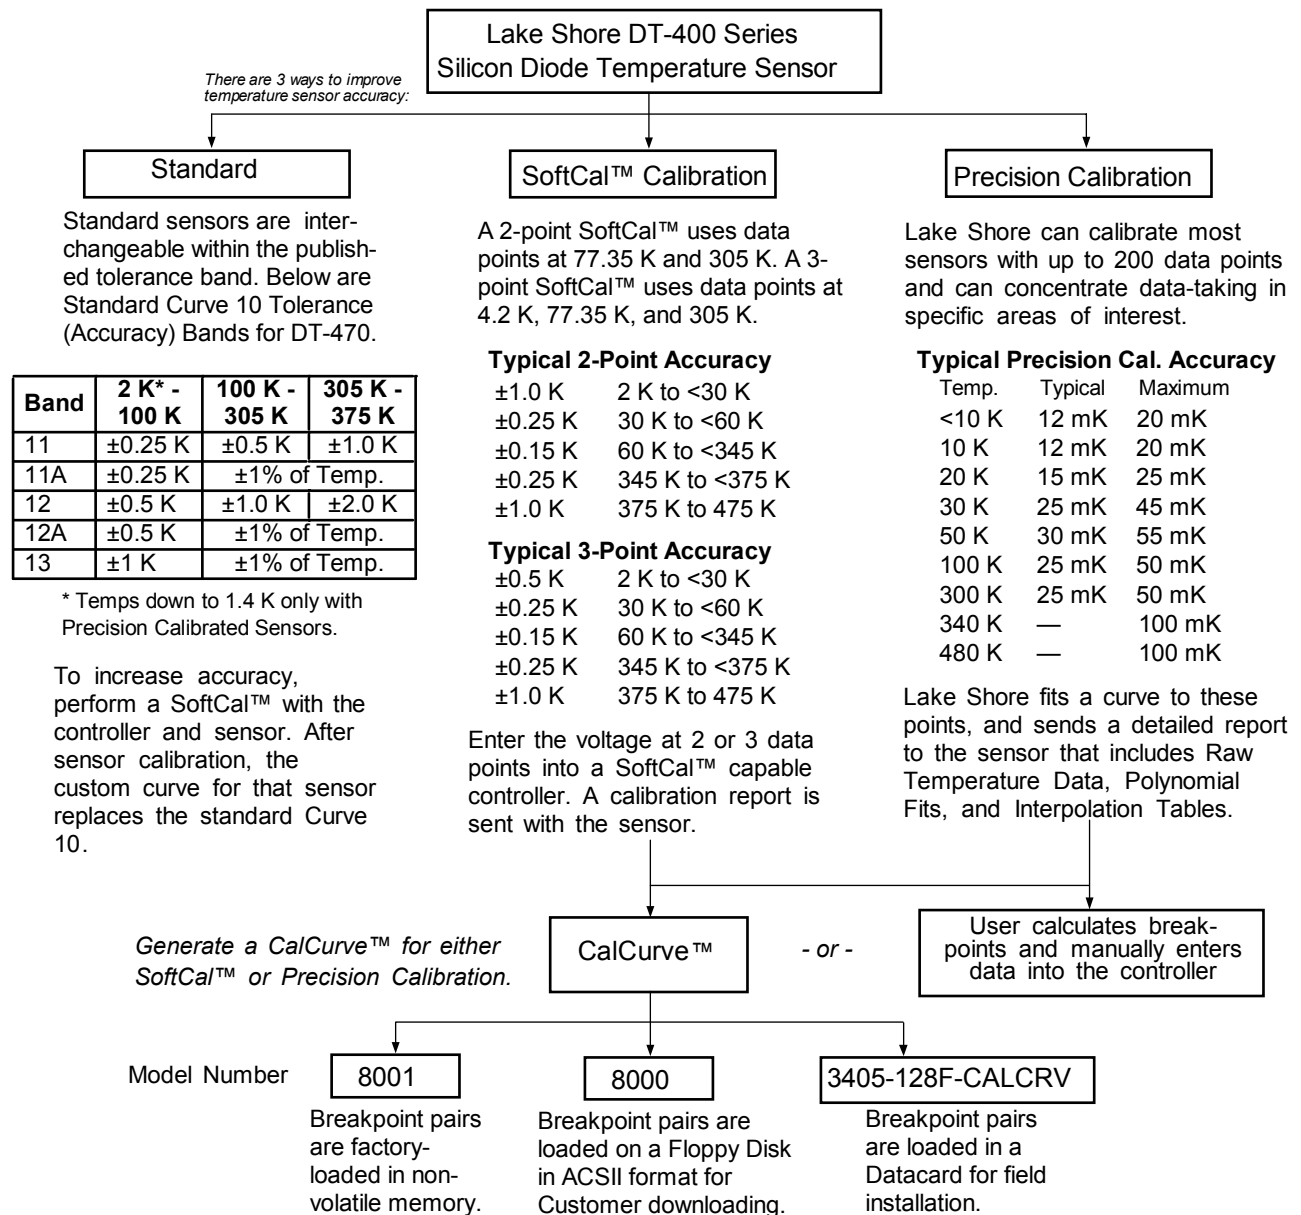 Lake Shore DT-400 Series
Silicon Diode Temperature Sensor
There are 3 ways to improve
temperature sensor accuracy:
Standard
Standard sensors are inter-
changeable within the publish-
ed tolerance band. Below are
Standard Curve 10 Tolerance
(Accuracy) Bands for DT-470.
Band 2 K* - 100 K - 305 K -
100 K 305 K 375 K
11 ±0.25 K ±0.5 K ±1.0 K
11A ±0.25 K ±1% of Temp.
12 ±0.5 K ±1.0 K ±2.0 K
12A ±0.5 K ±1% of Temp.
13 ±1 K ±1% of Temp.
* Temps down to 1.4 K only with
Precision Calibrated Sensors.
To increase accuracy,
perform a SoftCal™ with the
controller and sensor. After
sensor calibration, the
custom curve for that sensor
replaces the standard Curve
10.
SoftCal™ Calibration
A 2-point SoftCal™ uses data
points at 77.35 K and 305 K. A 3-
point SoftCal™ uses data points at
4.2 K, 77.35 K, and 305 K.
Typical 2-Point Accuracy
±1.0 K 2 K to <30 K
±0.25 K 30 K to <60 K
±0.15 K 60 K to <345 K
±0.25 K 345 K to <375 K
±1.0 K 375 K to 475 K
Typical 3-Point Accuracy
±0.5 K 2 K to <30 K
±0.25 K 30 K to <60 K
±0.15 K 60 K to <345 K
±0.25 K 345 K to <375 K
±1.0 K 375 K to 475 K
Enter the voltage at 2 or 3 data
points into a SoftCal™ capable
controller. A calibration report is
sent with the sensor.
Precision Calibration
Lake Shore can calibrate most
sensors with up to 200 data points
and can concentrate data-taking in
specific areas of interest.
Typical Precision Cal. Accuracy
Temp. Typical Maximum
<10 K 12 mK 20 mK
10 K 12 mK 20 mK
20 K 15 mK 25 mK
30 K 25 mK 45 mK
50 K 30 mK 55 mK
100 K 25 mK 50 mK
300 K 25 mK 50 mK
340 K — 100 mK
480 K — 100 mK
Lake Shore fits a curve to these
points, and sends a detailed report
to the sensor that includes Raw
Temperature Data, Polynomial
Fits, and Interpolation Tables.
Generate a CalCurve™ for either
SoftCal™ or Precision Calibration.
CalCurve™
- or -
User calculates break-
points and manually enters
data into the controller
Model Number
8001
Breakpoint pairs
are factory-
loaded in non-
volatile memory.
8000
Breakpoint pairs are
loaded on a Floppy Disk
in ACSII format for
Customer downloading.
3405-128F-CALCRV
Breakpoint pairs
are loaded in a
Datacard for field
installation.